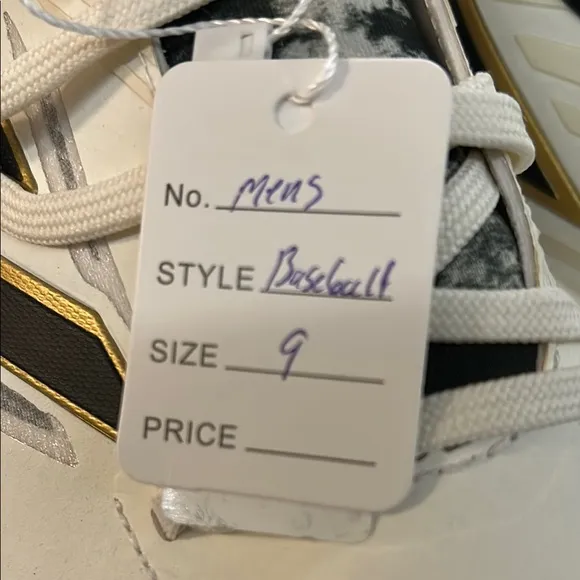 No. Mens
STYLE Baseball
SIZE 9
PRICE